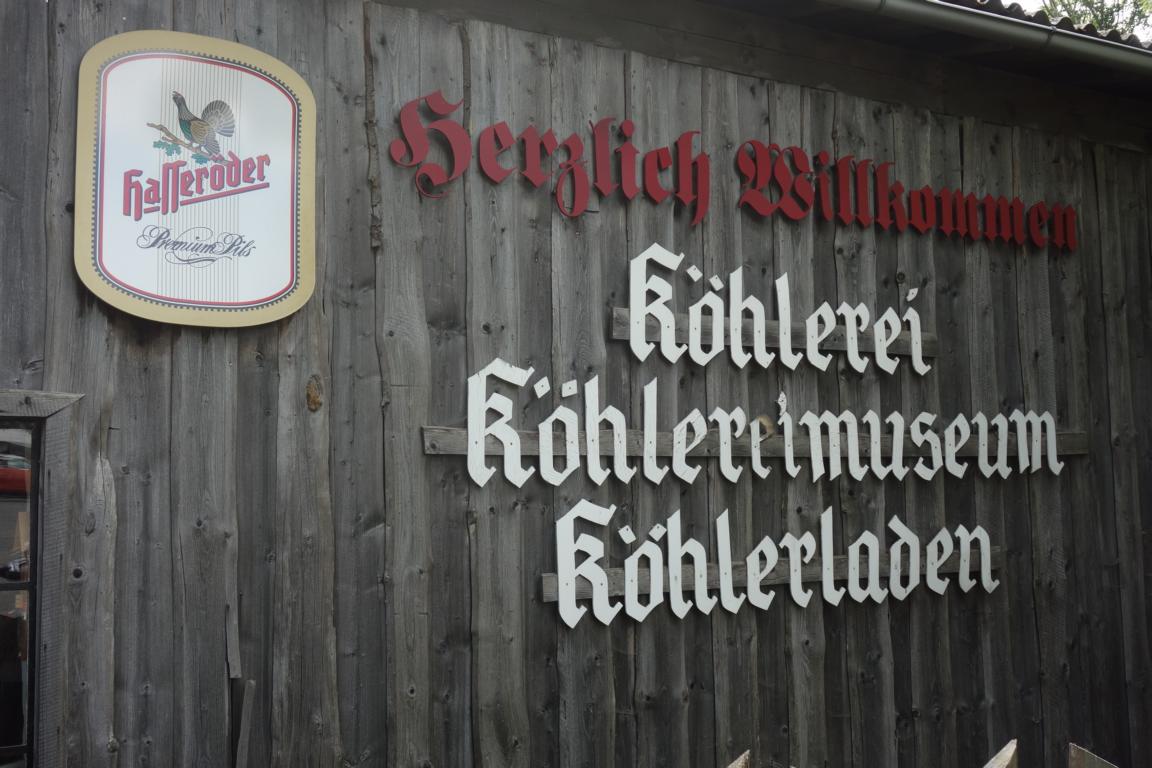 Hasseröder
Premium Pils
Herzlich Willkommen
Köhlerei
Köhlereimuseum
Köhlerladen